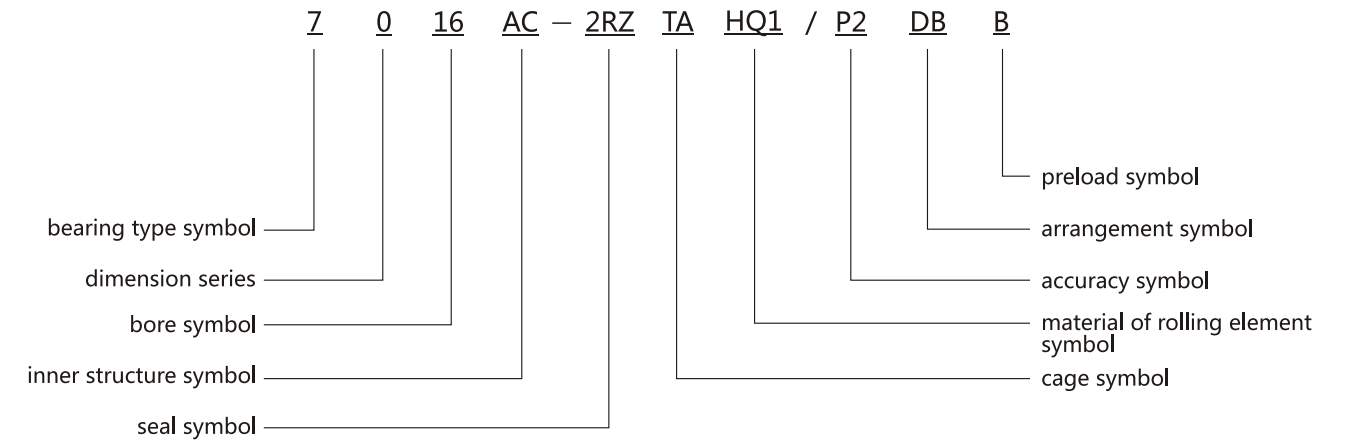 7 0 16 AC – 2RZ TA HQ1 / P2 DB B
preload symbol
bearing type symbol
arrangement symbol
dimension series
accuracy symbol
bore symbol
material of rolling element
symbol
inner structure symbol
cage symbol
seal symbol